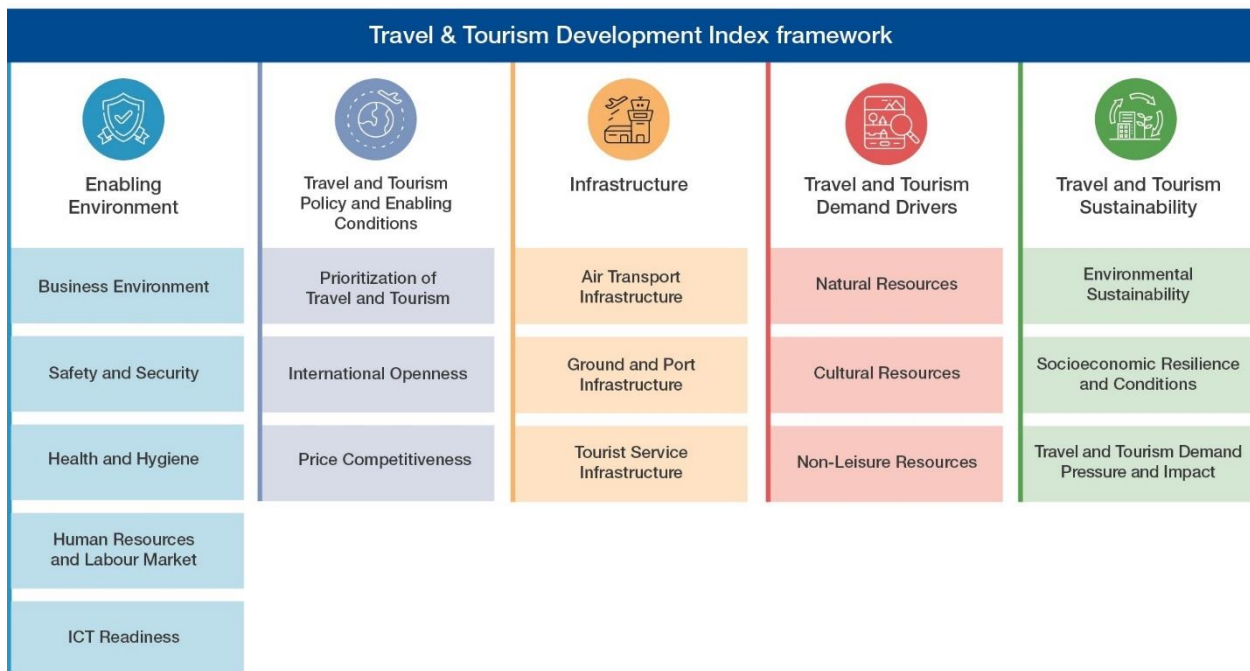 Travel & Tourism Development Index framework
Enabling
Environment
Business Environment
Safety and Security
Health and Hygiene
Human Resources
and Labour Market
ICT Readiness
Travel and Tourism
Policy and Enabling
Conditions
Prioritization of
Travel and Tourism
International Openness
Price Competitiveness
Infrastructure
Air Transport
Infrastructure
Ground and Port
Infrastructure
Tourist Service
Infrastructure
Travel and Tourism
Demand Drivers
Natural Resources
Cultural Resources
Non-Leisure Resources
Travel and Tourism
Sustainability
Environmental
Sustainability
Socioeconomic Resilience
and Conditions
Travel and Tourism Demand
Pressure and Impact